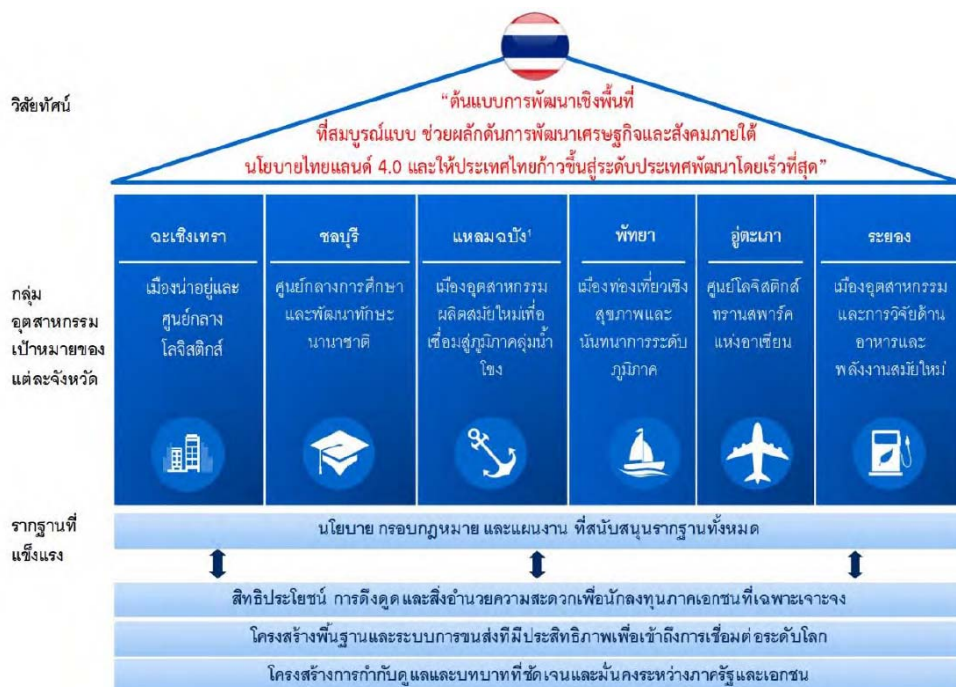 วิสัยทัศน์
“ต้นแบบการพัฒนาเชิงพื้นที่
ที่สมบูรณ์แบบ ช่วยผลักดันการพัฒนาเศรษฐกิจและสังคมภายใต้
นโยบายไทยแลนด์ 4.0 และให้ประเทศไทยก้าวขึ้นสู่ระดับประเทศพัฒนาโดยเร็วที่สุด”
กลุ่ม
อุตสาหกรรม
เป้าหมายของ
แต่ละจังหวัด
ฉะเชิงเทรา
เมืองน่าอยู่และ
ศูนย์กลาง
โลจิสติกส์
ชลบุรี
ศูนย์กลางการศึกษา
และพัฒนาทักษะ
นานาชาติ
แหลมฉบัง¹
เมืองอุตสาหกรรม
ผลิตสมัยใหม่เพื่อ
เชื่อมสู่ภูมิภาคลุ่มน้ำ
โขง
พัทยา
เมืองท่องเที่ยวเชิง
สุขภาพและ
นันทนาการระดับ
ภูมิภาค
อู่ตะเภา
ศูนย์โลจิสติกส์
ทรานสพาร์ค
แห่งอาเซียน
ระยอง
เมืองอุตสาหกรรม
และการวิจัยด้าน
อาหารและ
พลังงานสมัยใหม่
รากฐานที่
แข็งแรง
นโยบาย กรอบกฎหมาย และแผนงาน ที่สนับสนุนรากฐานทั้งหมด
สิทธิประโยชน์ การดึงดูด และสิ่งอำนวยความสะดวกเพื่อนักลงทุนภาคเอกชนที่เฉพาะเจาะจง
โครงสร้างพื้นฐานและระบบการขนส่งที่มีประสิทธิภาพเพื่อเข้าถึงการเชื่อมต่อระดับโลก
โครงสร้างการกำกับดูแลและบทบาทที่ชัดเจนและมั่นคงระหว่างภาครัฐและเอกชน